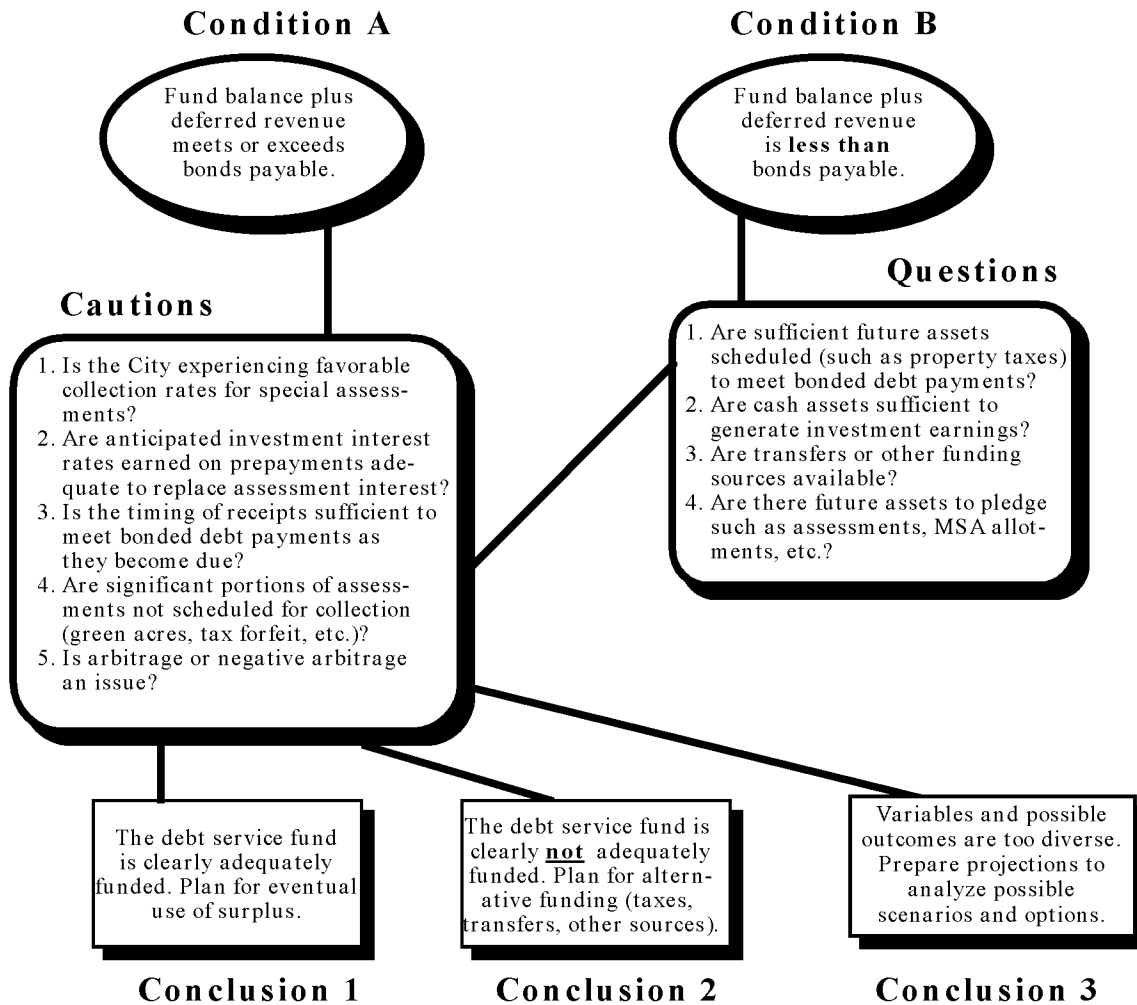 Condition A
Fund balance plus
deferred revenue
meets or exceeds
bonds payable.
Condition B
Fund balance plus
deferred revenue
is less than
bonds payable.
Cautions
1. Is the City experiencing favorable
collection rates for special assess-
ments?
2. Are anticipated investment interest
rates earned on prepayments ade-
quate to replace assessment interest?
3. Is the timing of receipts sufficient to
meet bonded debt payments as
they become due?
4. Are significant portions of assess-
ments not scheduled for collection
(green acres, tax forfeit, etc.)?
5. Is arbitrage or negative arbitrage
an issue?
Questions
1. Are sufficient future assets
scheduled (such as property taxes)
to meet bonded debt payments?
2. Are cash assets sufficient to
generate investment earnings?
3. Are transfers or other funding
sources available?
4. Are there future assets to pledge
such as assessments, MSA allot-
ments, etc.?
The debt service fund
is clearly adequately
funded. Plan for eventual
use of surplus.
Conclusion 1
The debt service fund is
clearly not adequately
funded. Plan for altern-
ative funding (taxes,
transfers, other sources).
Conclusion 2
Variables and possible
outcomes are too diverse.
Prepare projections to
analyze possible
scenarios and options.
Conclusion 3